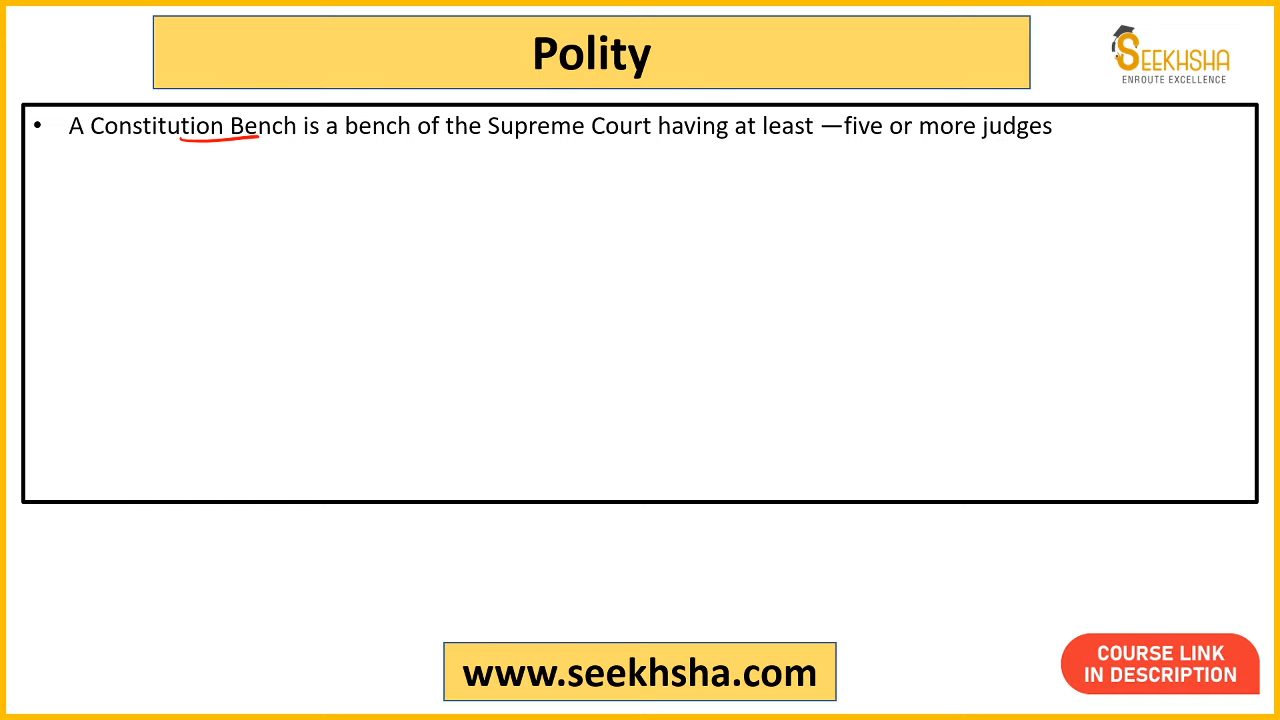 Polity
SEEKHSHA
ENROUTE EXCELLENCE
• A Constitution Bench is a bench of the Supreme Court having at least —five or more judges
www.seekhsha.com
COURSE LINK
IN DESCRIPTION